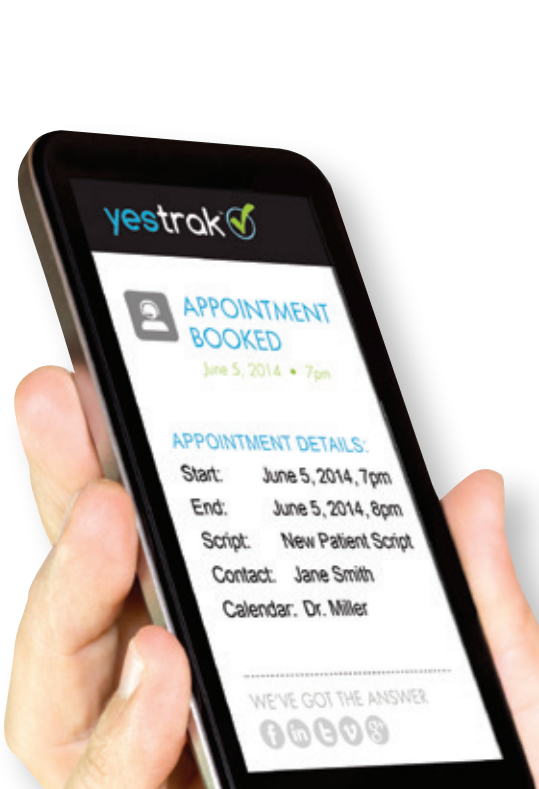 yestrak
APPOINTMENT
BOOKED
June 5, 2014 • 7pm
APPOINTMENT DETAILS:
Start: June 5, 2014, 7pm
End: June 5, 2014, 8pm
Script: New Patient Script
Contact: Jane Smith
Calendar: Dr. Miller
WE'VE GOT THE ANSWER
f in t v g+